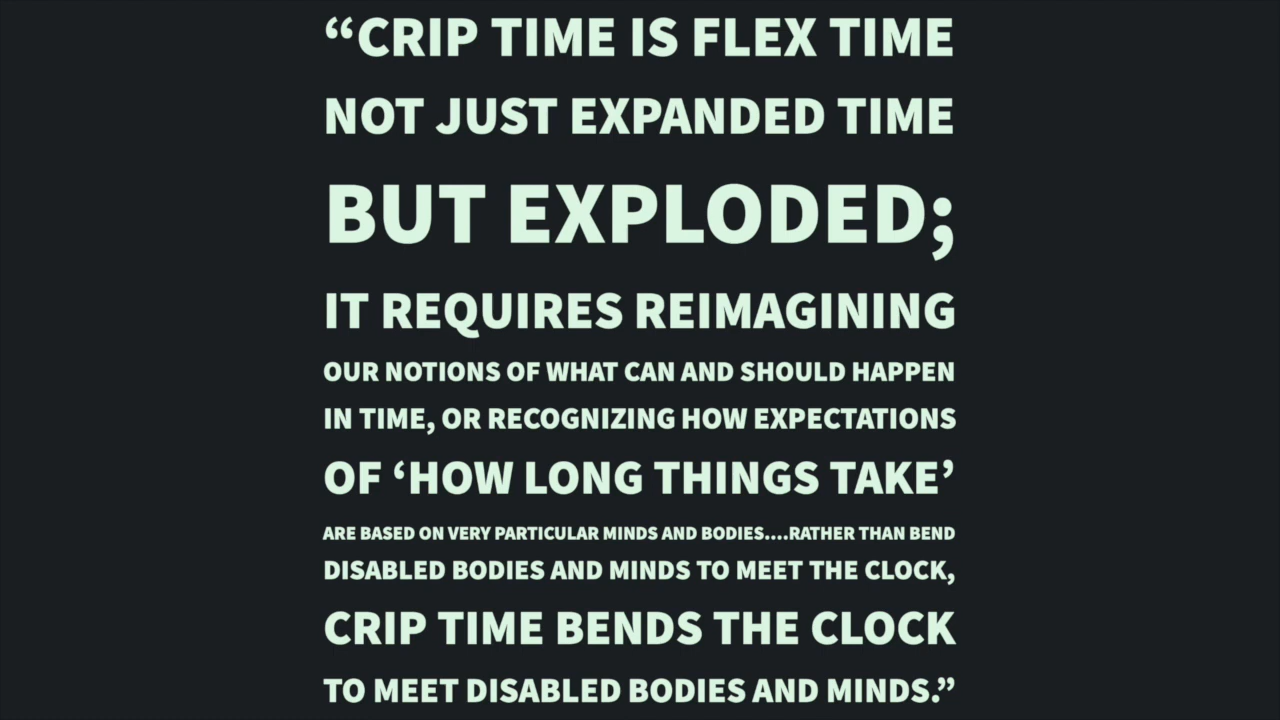 “CRIP TIME IS FLEX TIME
NOT JUST EXPANDED TIME
BUT EXPLODED;
IT REQUIRES REIMAGINING
OUR NOTIONS OF WHAT CAN AND SHOULD HAPPEN
IN TIME, OR RECOGNIZING HOW EXPECTATIONS
OF ‘HOW LONG THINGS TAKE’
ARE BASED ON VERY PARTICULAR MINDS AND BODIES....RATHER THAN BEND
DISABLED BODIES AND MINDS TO MEET THE CLOCK,
CRIP TIME BENDS THE CLOCK
TO MEET DISABLED BODIES AND MINDS.”